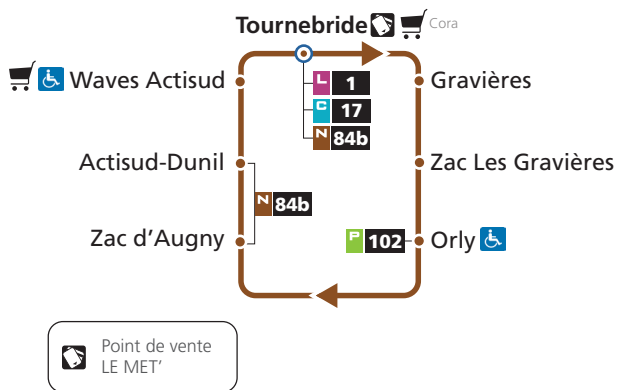 Tournebride Cora
Waves Actisud
L 1
Gravières
C 17
N 84b
Actisud-Dunil
Zac Les Gravières
N 84b
Zac d’Augny
P 102
Orly
Point de vente
LE MET’